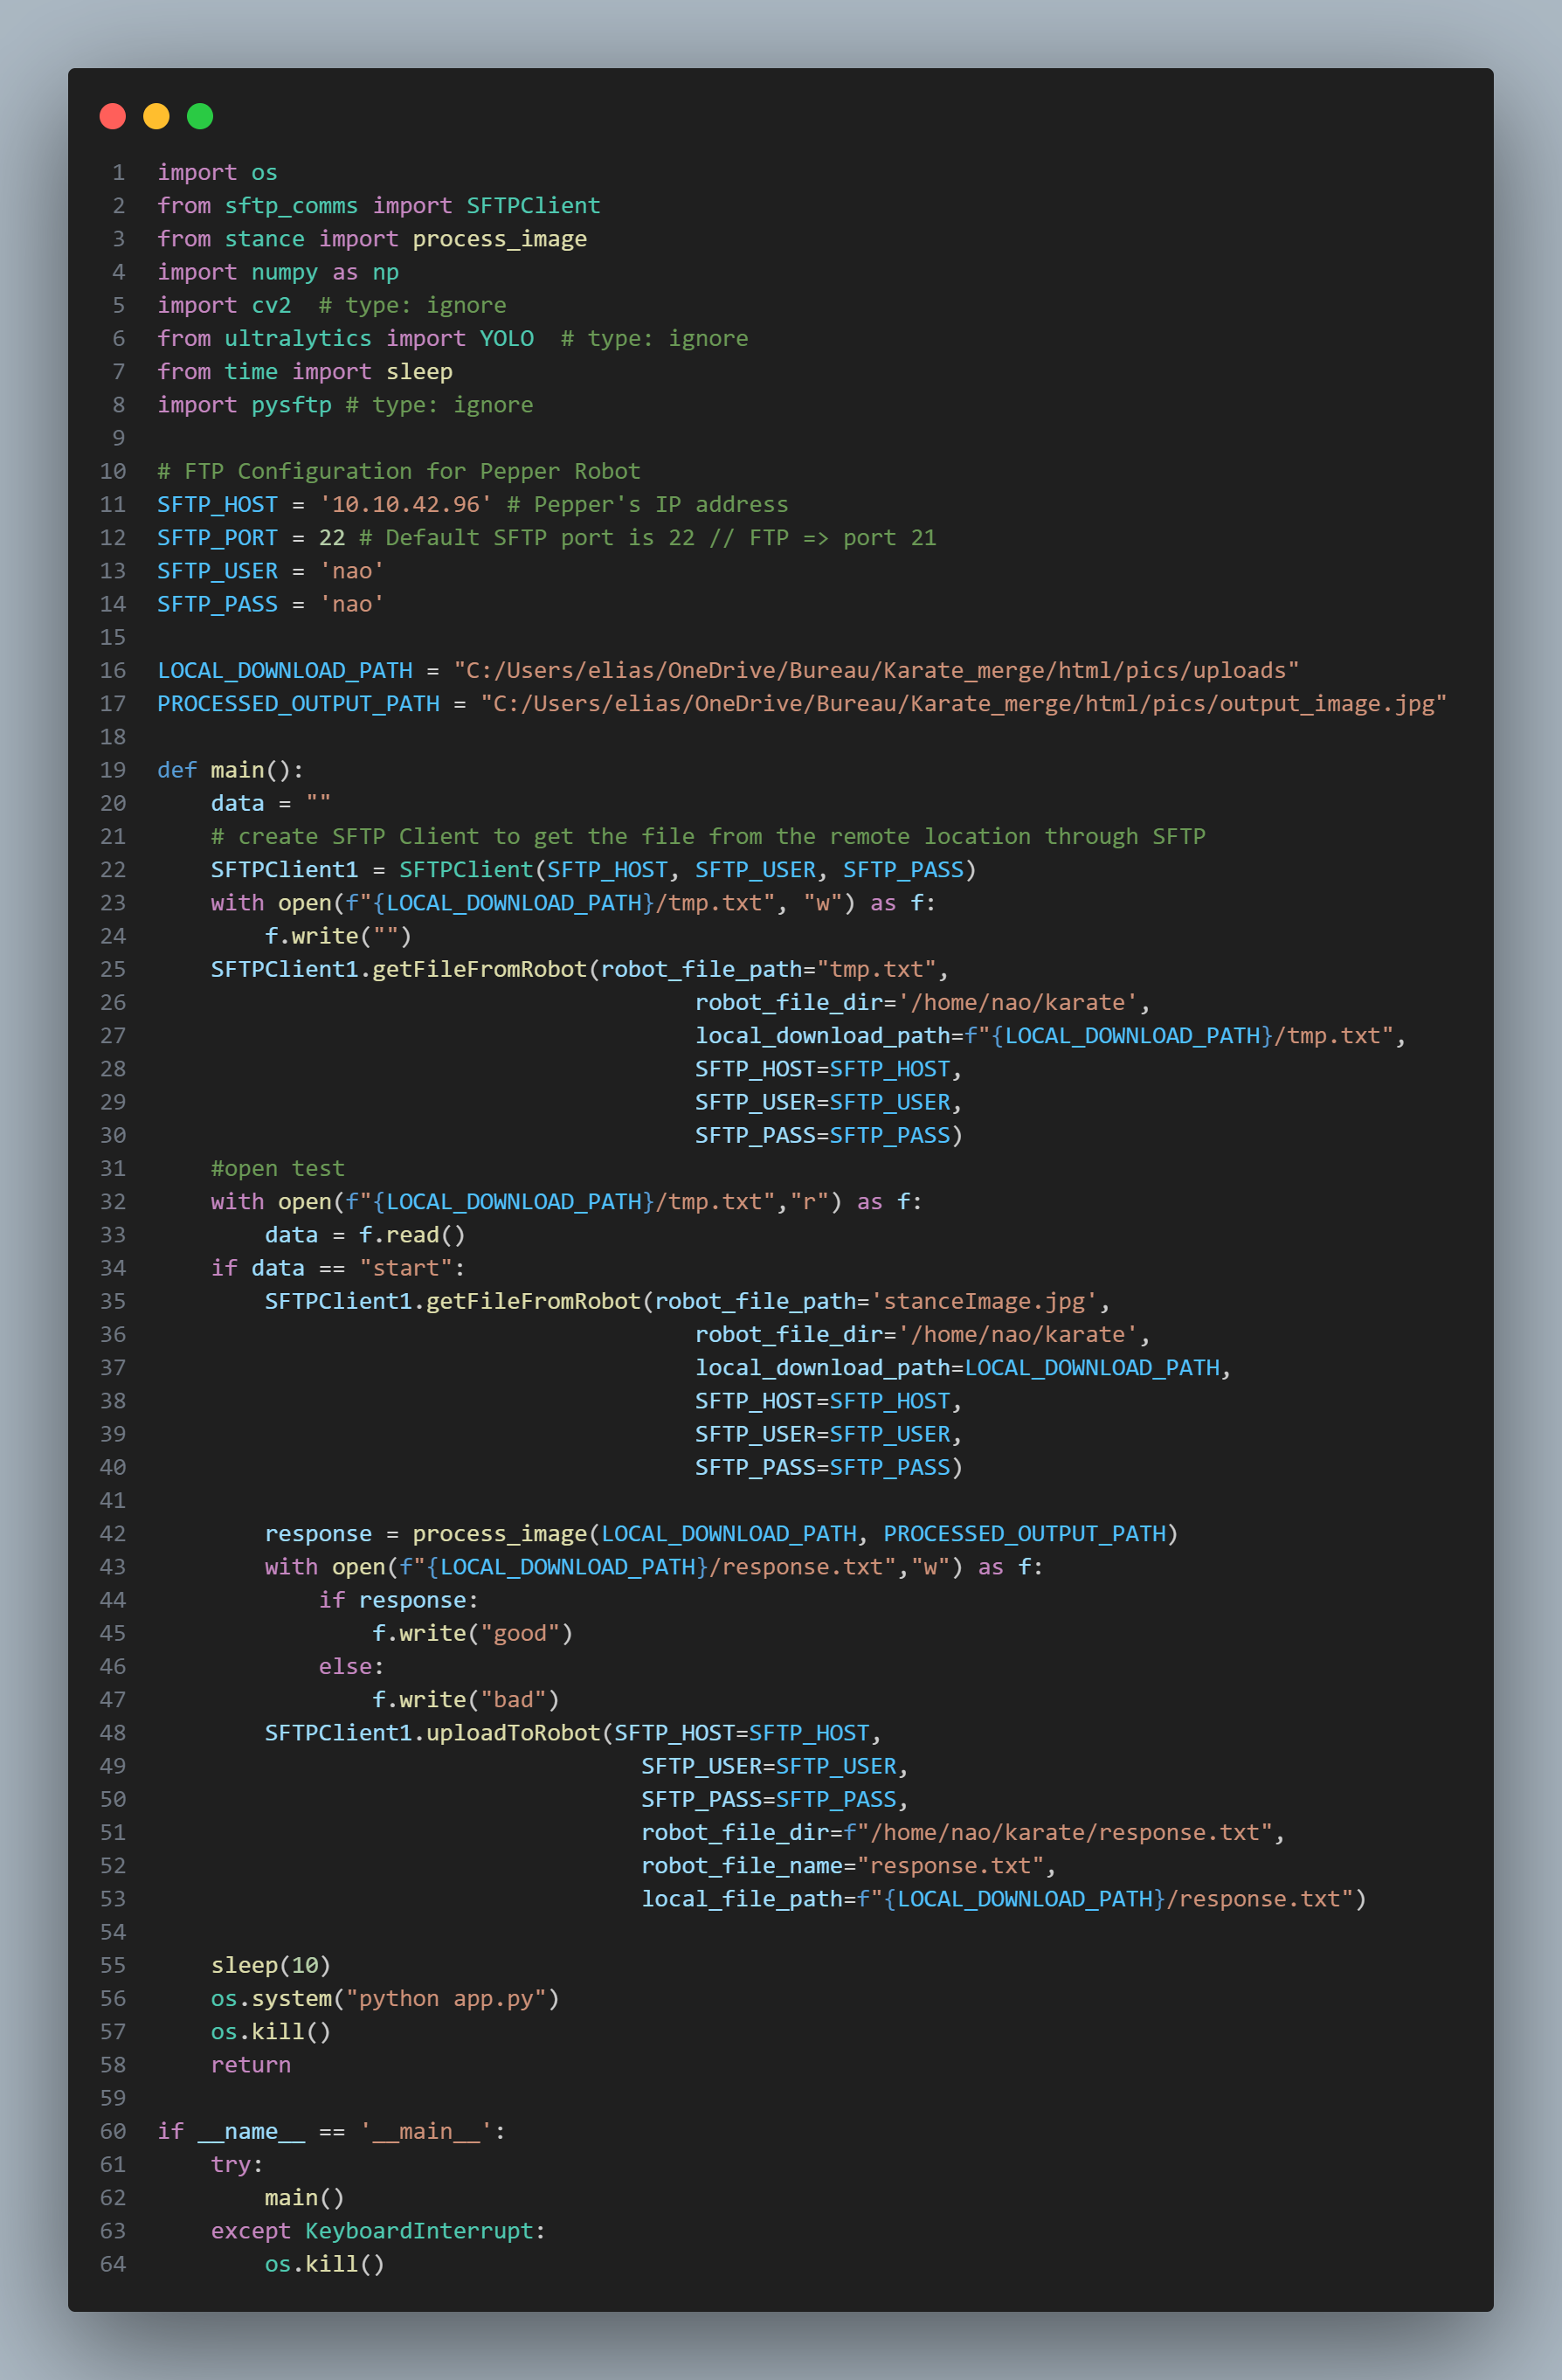 1 import os
2 from sftp_comms import SFTPClient
3 from stance import process_image
4 import numpy as np
5 import cv2  # type: ignore
6 from ultralytics import YOLO  # type: ignore
7 from time import sleep
8 import pysftp # type: ignore
9
10 # FTP Configuration for Pepper Robot
11 SFTP_HOST = '10.10.42.96' # Pepper's IP address
12 SFTP_PORT = 22 # Default SFTP port is 22 // FTP => port 21
13 SFTP_USER = 'nao'
14 SFTP_PASS = 'nao'
15
16 LOCAL_DOWNLOAD_PATH = "C:/Users/elias/OneDrive/Bureau/Karate_merge/html/pics/uploads"
17 PROCESSED_OUTPUT_PATH = "C:/Users/elias/OneDrive/Bureau/Karate_merge/html/pics/output_image.jpg"
18
19 def main():
20     data = ""
21     # create SFTP Client to get the file from the remote location through SFTP
22     SFTPClient1 = SFTPClient(SFTP_HOST, SFTP_USER, SFTP_PASS)
23     with open(f"{LOCAL_DOWNLOAD_PATH}/tmp.txt", "w") as f:
24         f.write("")
25     SFTPClient1.getFileFromRobot(robot_file_path="tmp.txt",
26                                         robot_file_dir='/home/nao/karate',
27                                         local_download_path=f"{LOCAL_DOWNLOAD_PATH}/tmp.txt",
28                                         SFTP_HOST=SFTP_HOST,
29                                         SFTP_USER=SFTP_USER,
30                                         SFTP_PASS=SFTP_PASS)
31     #open test
32     with open(f"{LOCAL_DOWNLOAD_PATH}/tmp.txt","r") as f:
33         data = f.read()
34     if data == "start":
35         SFTPClient1.getFileFromRobot(robot_file_path='stanceImage.jpg',
36                                         robot_file_dir='/home/nao/karate',
37                                         local_download_path=LOCAL_DOWNLOAD_PATH,
38                                         SFTP_HOST=SFTP_HOST,
39                                         SFTP_USER=SFTP_USER,
40                                         SFTP_PASS=SFTP_PASS)
41
42         response = process_image(LOCAL_DOWNLOAD_PATH, PROCESSED_OUTPUT_PATH)
43         with open(f"{LOCAL_DOWNLOAD_PATH}/response.txt","w") as f:
44             if response:
45                 f.write("good")
46             else:
47                 f.write("bad")
48         SFTPClient1.uploadToRobot(SFTP_HOST=SFTP_HOST,
49                                     SFTP_USER=SFTP_USER,
50                                     SFTP_PASS=SFTP_PASS,
51                                     robot_file_dir=f"/home/nao/karate/response.txt",
52                                     robot_file_name="response.txt",
53                                     local_file_path=f"{LOCAL_DOWNLOAD_PATH}/response.txt")
54
55     sleep(10)
56     os.system("python app.py")
57     os.kill()
58     return
59
60 if __name__ == '__main__':
61     try:
62         main()
63     except KeyboardInterrupt:
64         os.kill()